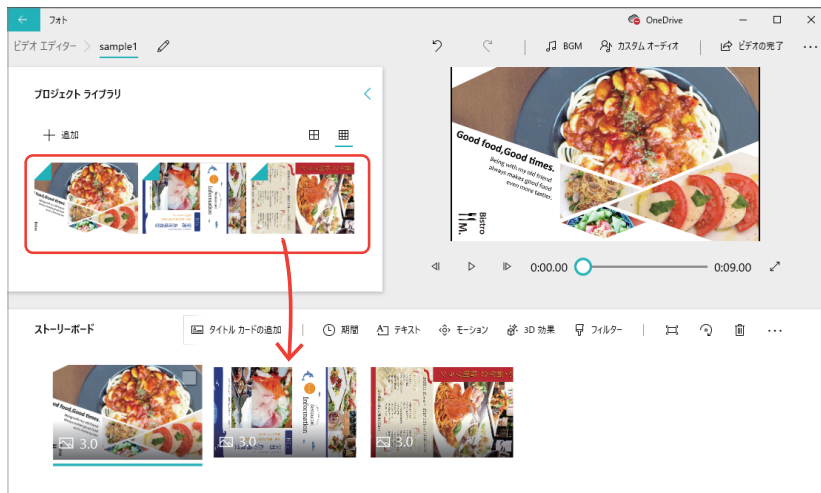 フォト
OneDrive
ビデオ エディター
sample1
BGM
カスタム オーディオ
ビデオの完了
プロジェクト ライブラリ
追加
Information
Good food,Good times.
Being with my old friend
always makes good food
even more tastes.
Bistro
M.
0:00.00
0:09.00
ストーリーボード
タイトル カードの追加
期間
テキスト
モーション
3D 効果
フィルター
food,Good times.
Information
3.0
3.0
3.0